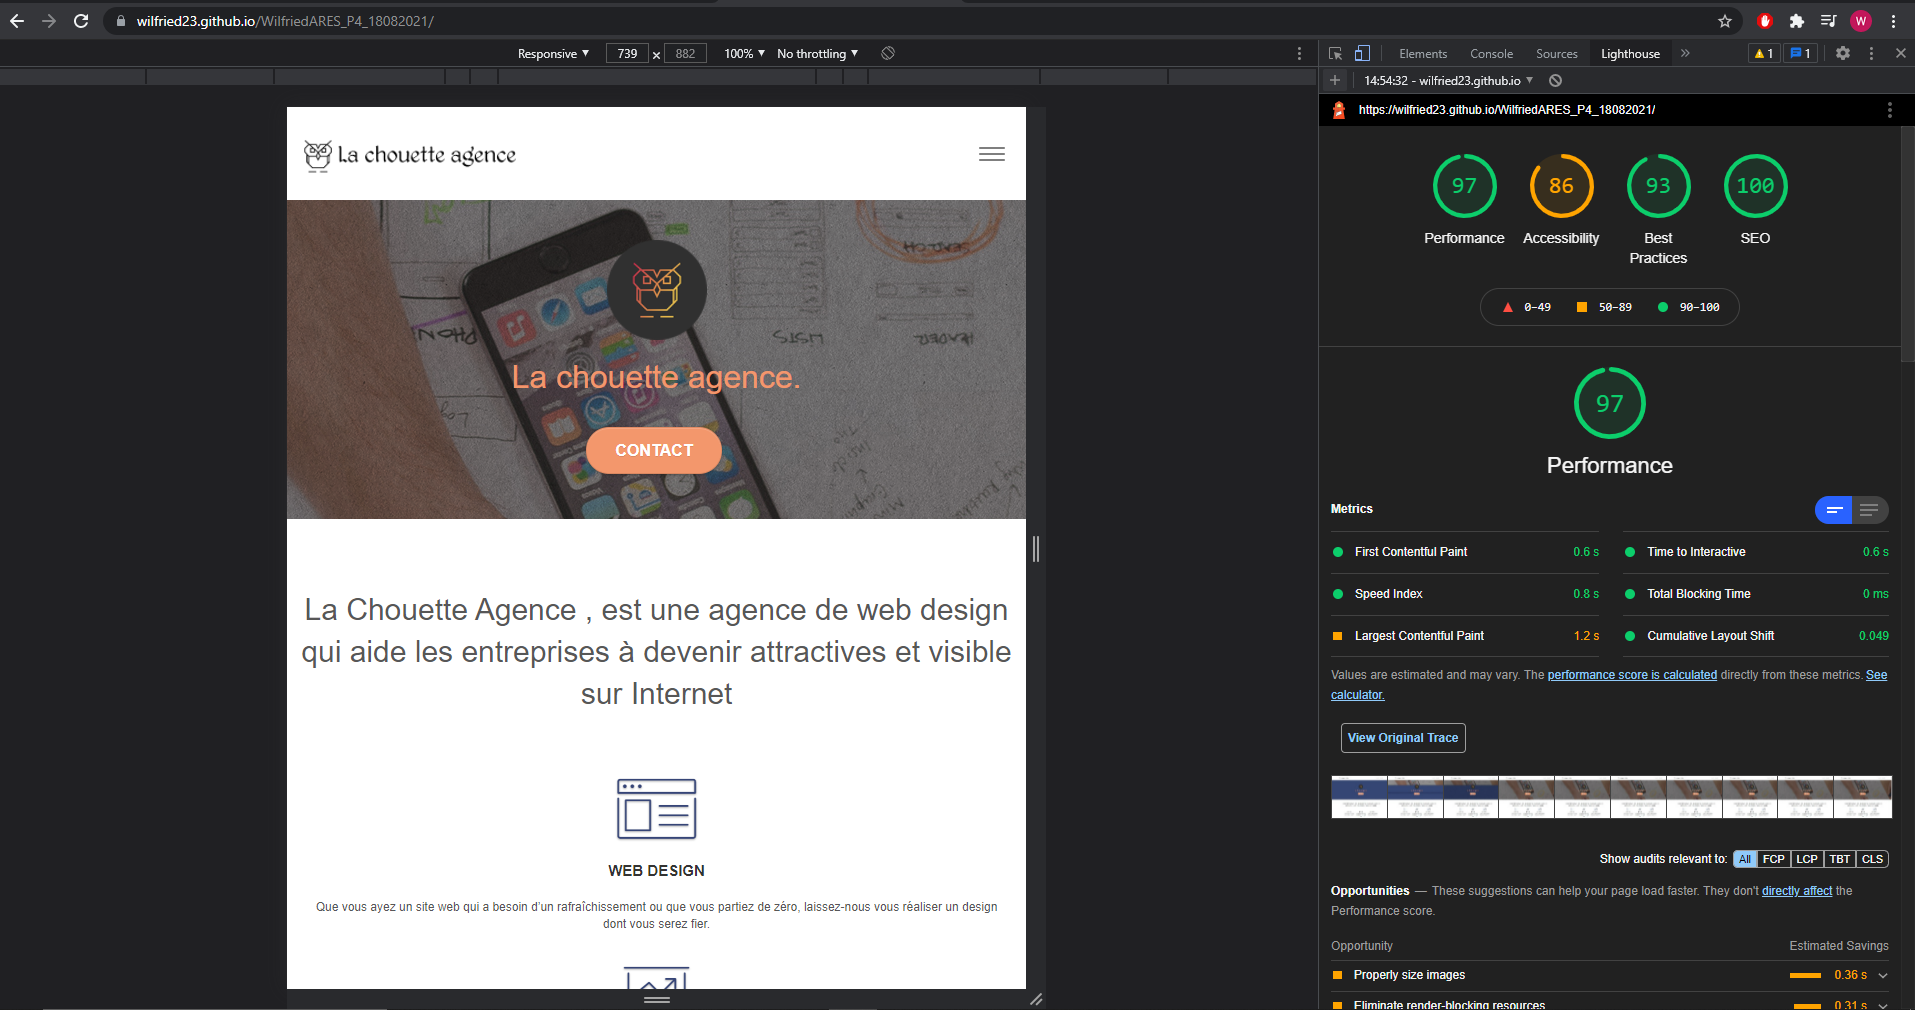 wilfried23.github.io/WilfriedARES_P4_18082021/
W
Responsive ▼ 739 × 882 100% ▼ No throttling ▼
Elements Console Sources Lighthouse » 1 1
14:54:32 - wilfried23.github.io ▼
https://wilfried23.github.io/WilfriedARES_P4_18082021/
La chouette agence
La chouette agence.
CONTACT
La Chouette Agence , est une agence de web design
qui aide les entreprises à devenir attractives et visible
sur Internet
WEB DESIGN
Que vous ayez un site web qui a besoin d'un rafraîchissement ou que vous partiez de zéro, laissez-nous vous réaliser un design
dont vous serez fier.
97 86 93 100
Performance Accessibility Best Practices SEO
0–49 50–89 90–100
97
Performance
Metrics
First Contentful Paint 0.6 s
Time to Interactive 0.6 s
Speed Index 0.8 s
Total Blocking Time 0 ms
Largest Contentful Paint 1.2 s
Cumulative Layout Shift 0.049
Values are estimated and may vary. The performance score is calculated directly from these metrics. See
calculator.
View Original Trace
Show audits relevant to: All FCP LCP TBT CLS
Opportunities — These suggestions can help your page load faster. They don't directly affect the
Performance score.
Opportunity Estimated Savings
Properly size images 0.36 s
Eliminate render-blocking resources 0.31 s